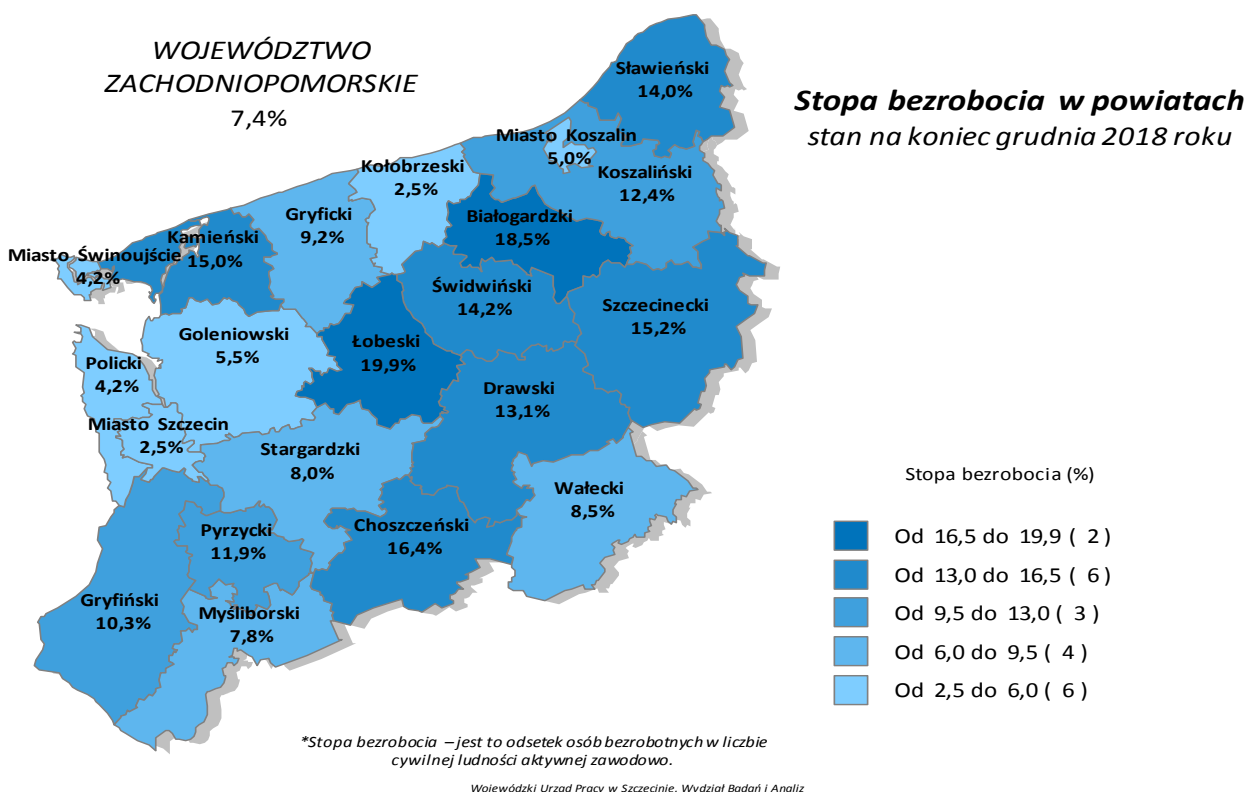 WOJEWÓDZTWO
ZACHODNIOPOMORSKIE
7,4%
Stopa bezrobocia w powiatach
stan na koniec grudnia 2018 roku
Sławieński
14,0%
Miasto Koszalin
5,0%
Koszaliński
12,4%
Kołobrzeski
2,5%
Białogardzki
18,5%
Gryficki
9,2%
Kamieński
15,0%
Miasto Świnoujście
4,2%
Świdwiński
14,2%
Szczecinecki
15,2%
Goleniowski
5,5%
Łobeski
19,9%
Policki
4,2%
Drawski
13,1%
Miasto Szczecin
2,5%
Stargardzki
8,0%
Wałecki
8,5%
Choszczeński
16,4%
Pyrzycki
11,9%
Gryfiński
10,3%
Myśliborski
7,8%
Stopa bezrobocia (%)
Od 16,5 do 19,9 ( 2 )
Od 13,0 do 16,5 ( 6 )
Od 9,5 do 13,0 ( 3 )
Od 6,0 do 9,5 ( 4 )
Od 2,5 do 6,0 ( 6 )
*Stopa bezrobocia – jest to odsetek osób bezrobotnych w liczbie
cywilnej ludności aktywnej zawodowo.
Wojewódzki Urząd Pracy w Szczecinie, Wydział Badań i Analiz